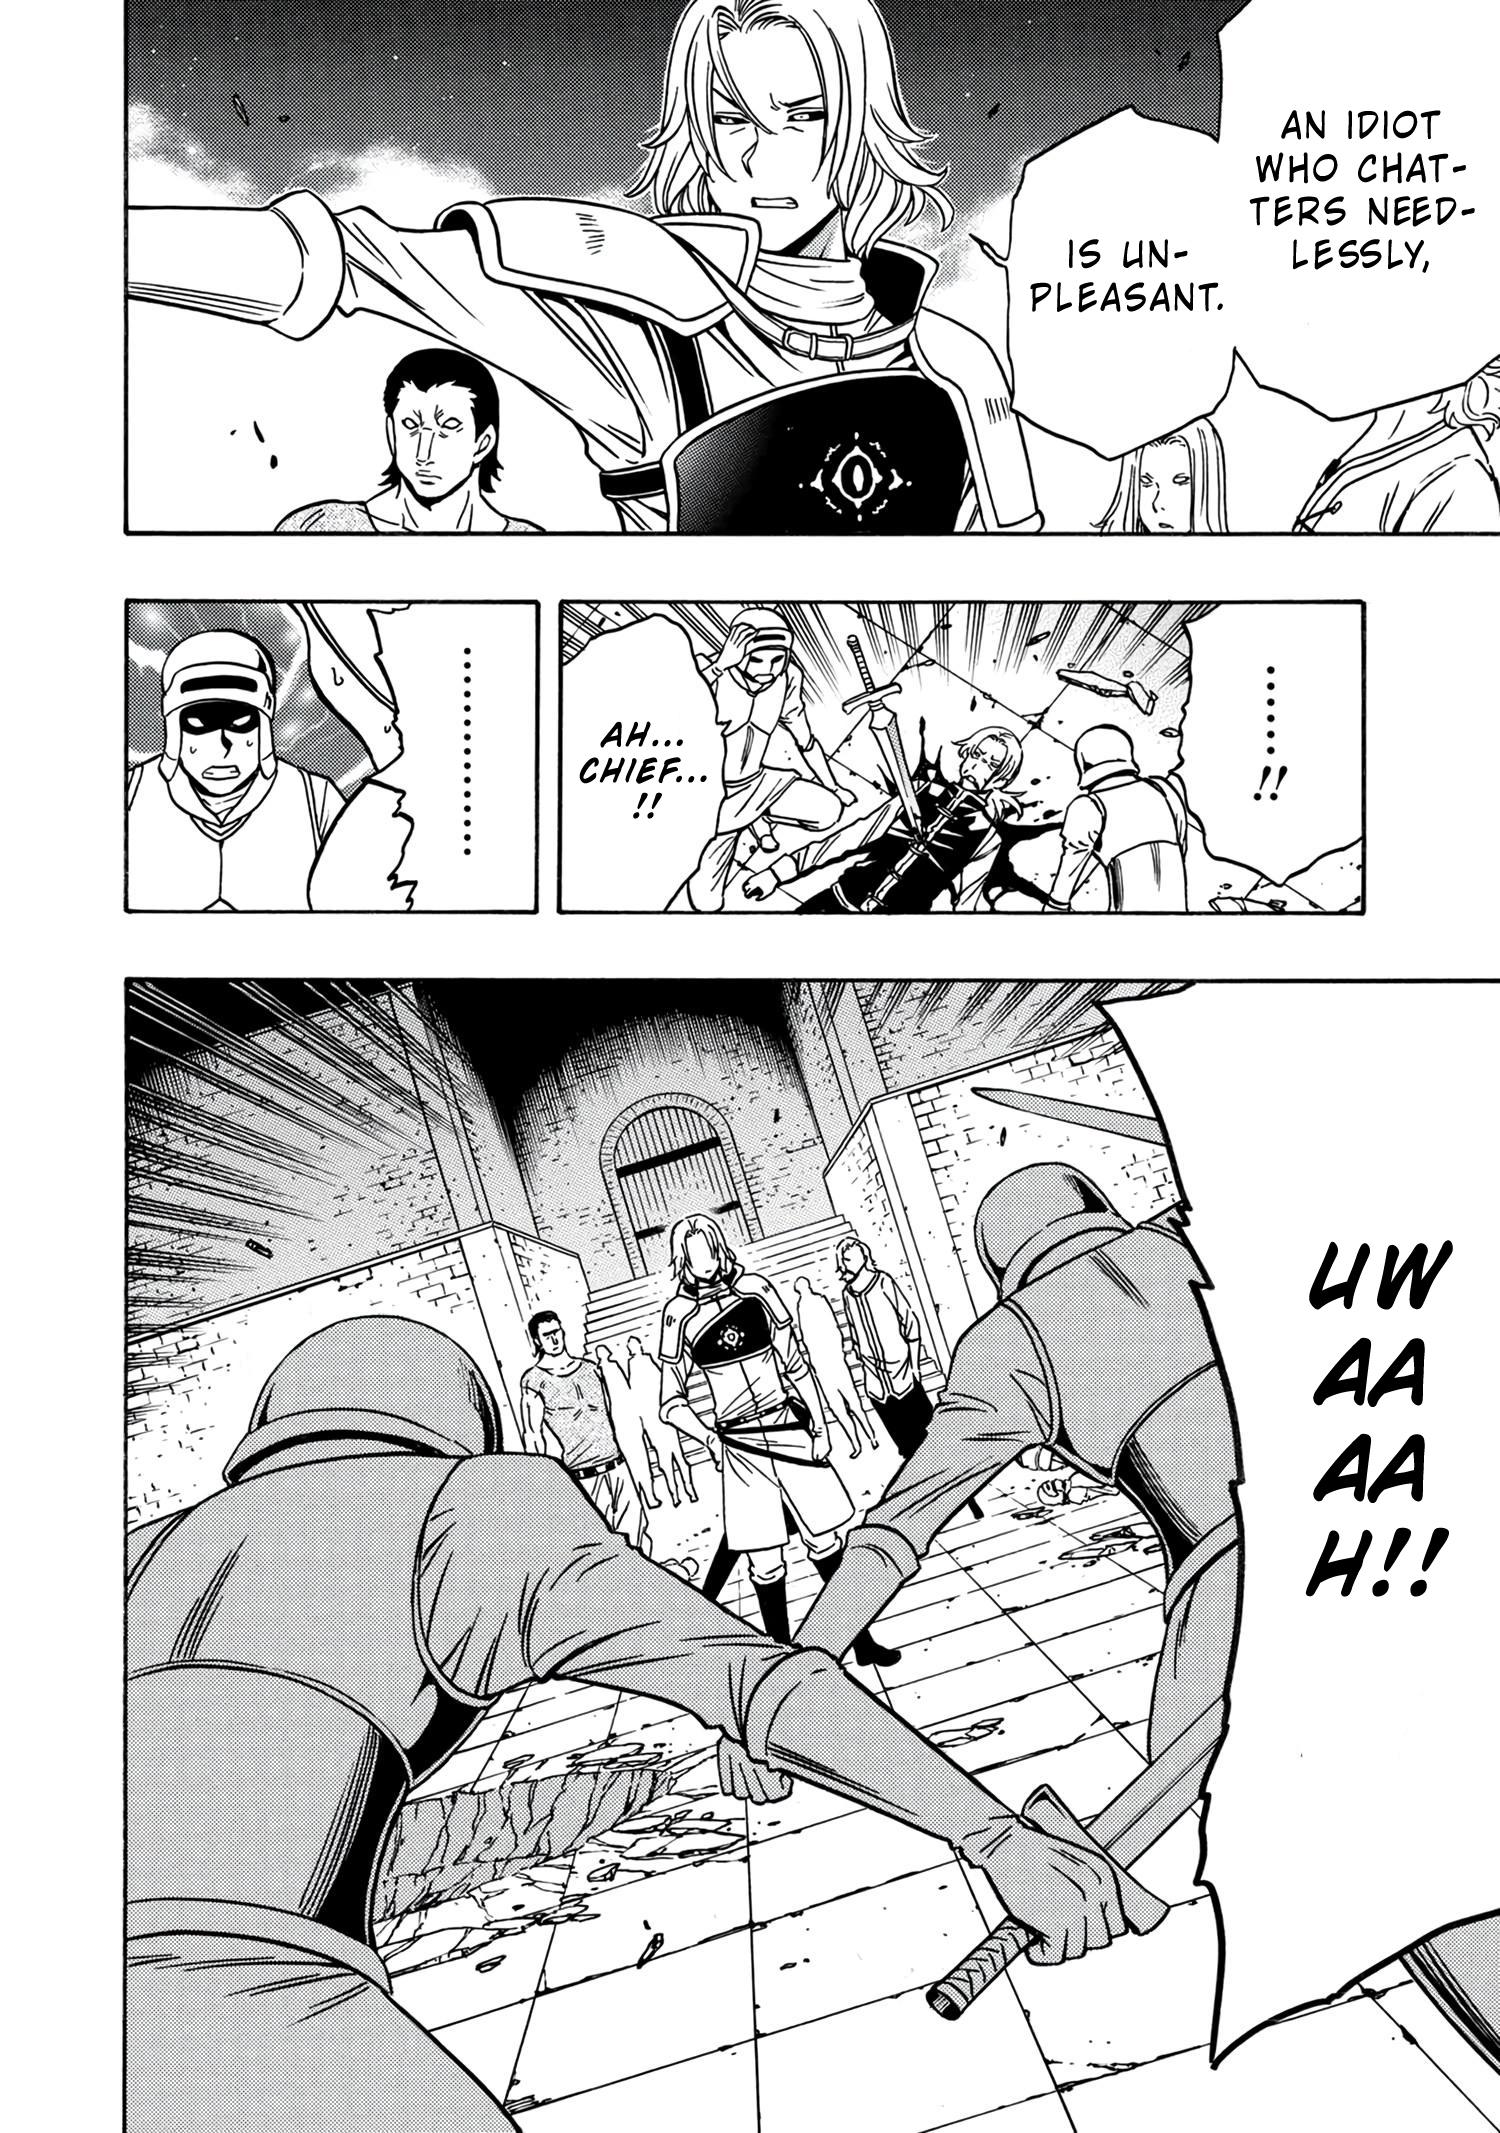 AN IDIOT
WHO CHAT-
TERS NEED-
LESSLY,
IS UN-
PLEASANT.
......!!
AH...
CHIEF...
!!
............
UW
AA
AA
H!!